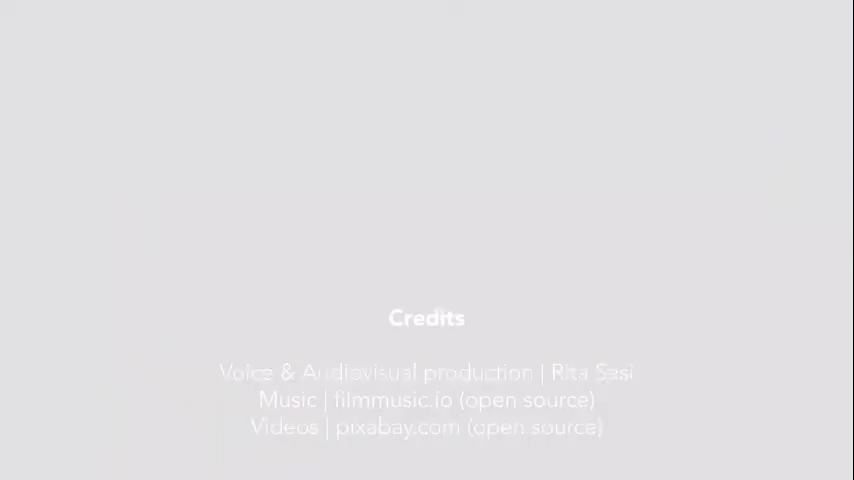 Credits
Voice & Audiovisual production | Rita Sasi
Music | filmmusic.io (open source)
Videos | pixabay.com (open source)